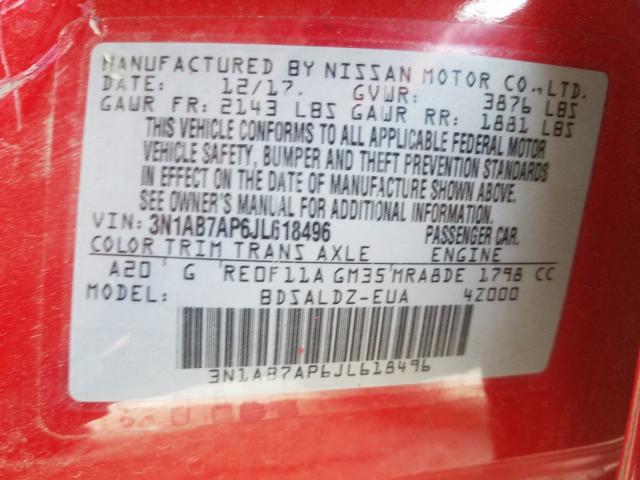 MANUFACTURED BY NISSAN MOTOR CO.,LTD.
DATE: 12/17. GVWR: 3876 LBS
GAWR FR: 2143 LBS GAWR RR: 1881 LBS
THIS VEHICLE CONFORMS TO ALL APPLICABLE FEDERAL MOTOR
VEHICLE SAFETY, BUMPER AND THEFT PREVENTION STANDARDS
IN EFFECT ON THE DATE OF MANUFACTURE SHOWN ABOVE.
SEE OWNER'S MANUAL FOR ADDITIONAL INFORMATION.
VIN: 3N1AB7AP6JL618496 PASSENGER CAR.
COLOR TRIM TRANS AXLE ENGINE
A20 G RE0F11A GM35 MRA8DE 1798 CC
MODEL: BDSALDZ-EUA 42000
3N1AB7AP6JL618496